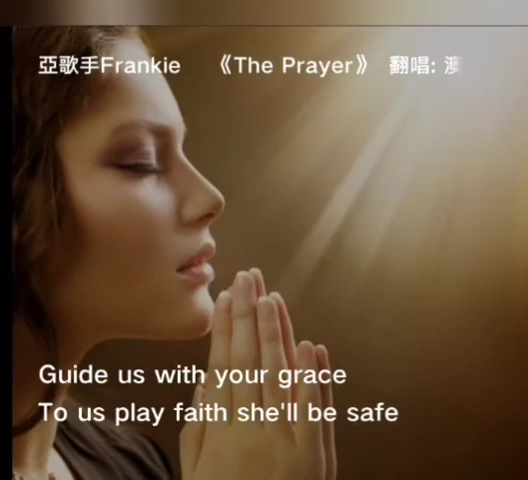 亞歌手Frankie 《The Prayer》 翻唱:
Guide us with your grace
To us play faith she'll be safe